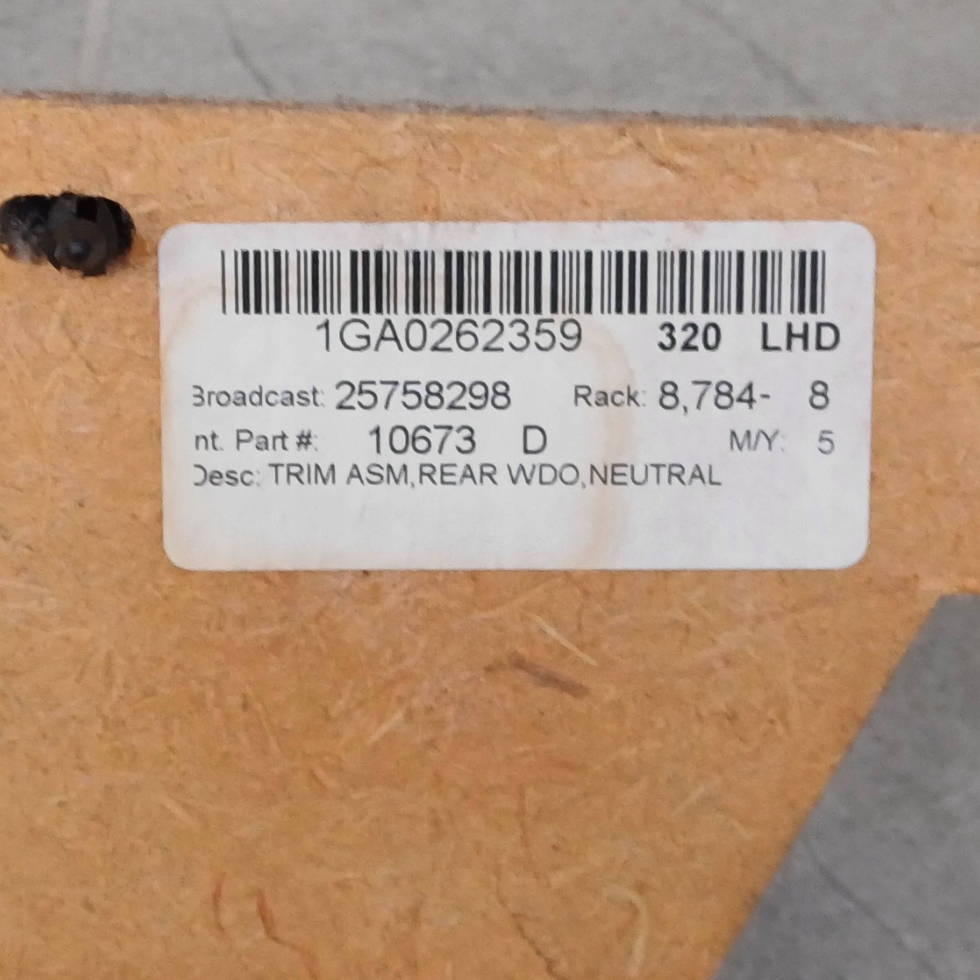 1GA0262359 320 LHD
Broadcast: 25758298 Rack: 8,784- 8
nt. Part #: 10673 D M/Y: 5
Desc: TRIM ASM,REAR WDO,NEUTRAL